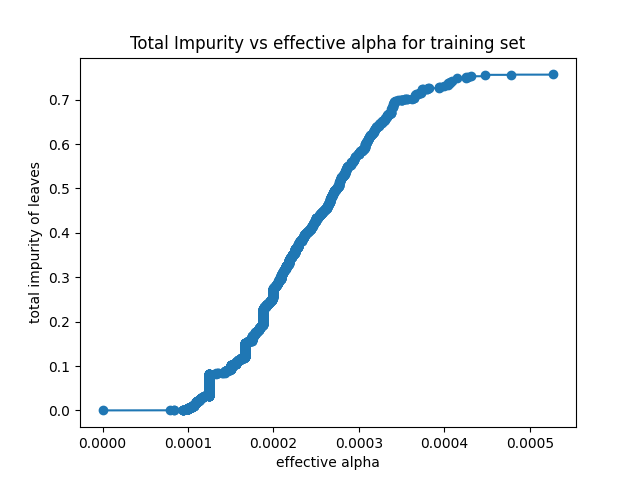 Total Impurity vs effective alpha for training set
total impurity of leaves
0.7
0.6
0.5
0.4
0.3
0.2
0.1
0.0
0.0000 0.0001 0.0002 0.0003 0.0004 0.0005
effective alpha